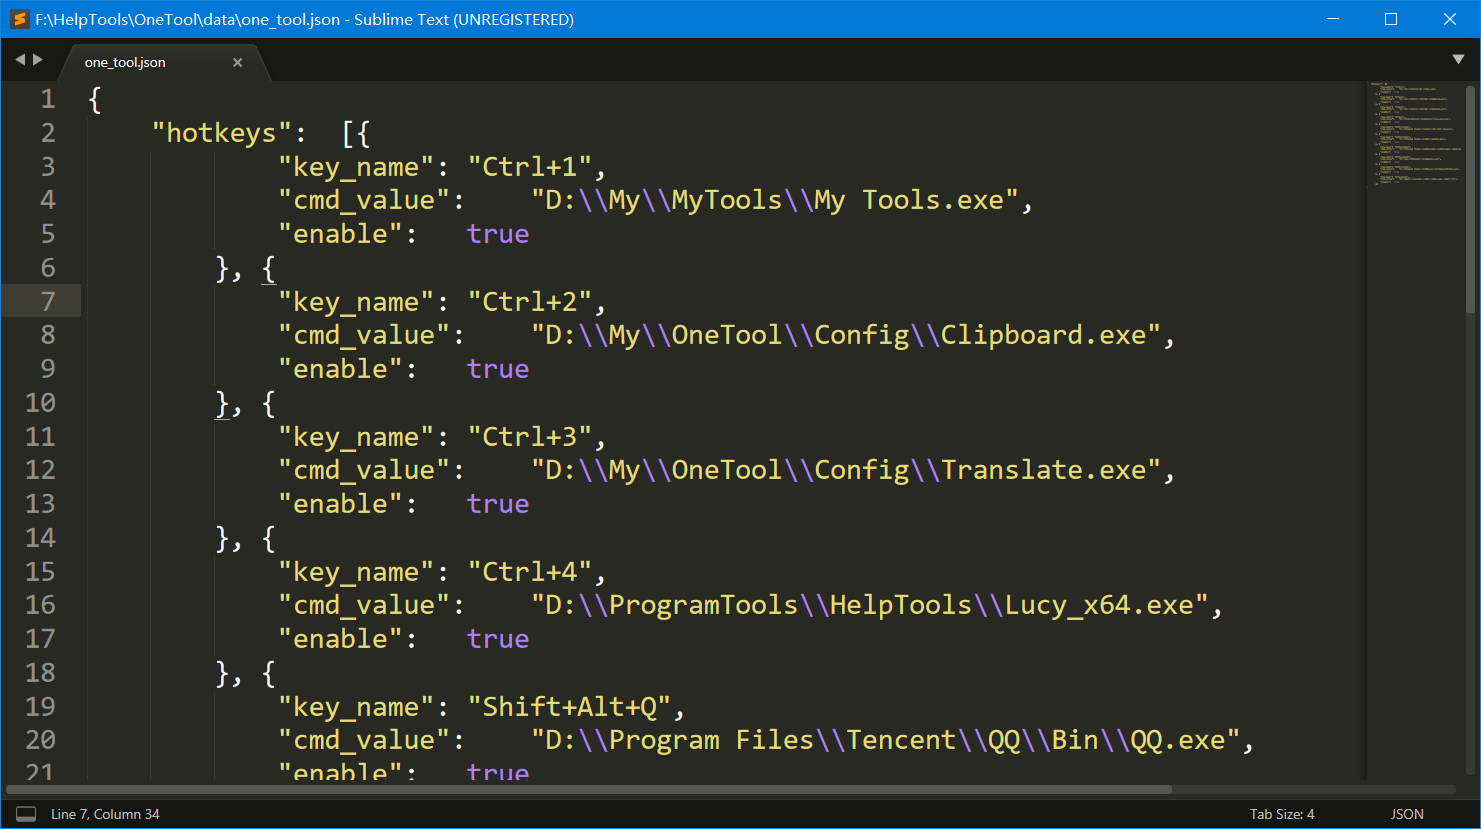 F:\HelpTools\OneTool\data\one_tool.json - Sublime Text (UNREGISTERED)
one_tool.json
1 {
2 "hotkeys": [{
3 "key_name": "Ctrl+1",
4 "cmd_value": "D:\\My\\MyTools\\My Tools.exe",
5 "enable": true
6 }, {
7 "key_name": "Ctrl+2",
8 "cmd_value": "D:\\My\\OneTool\\Config\\Clipboard.exe",
9 "enable": true
10 }, {
11 "key_name": "Ctrl+3",
12 "cmd_value": "D:\\My\\OneTool\\Config\\Translate.exe",
13 "enable": true
14 }, {
15 "key_name": "Ctrl+4",
16 "cmd_value": "D:\\ProgramTools\\HelpTools\\Lucy_x64.exe",
17 "enable": true
18 }, {
19 "key_name": "Shift+Alt+Q",
20 "cmd_value": "D:\\Program Files\\Tencent\\QQ\\Bin\\QQ.exe",
21 "enable": true
Line 7, Column 34
Tab Size: 4
JSON